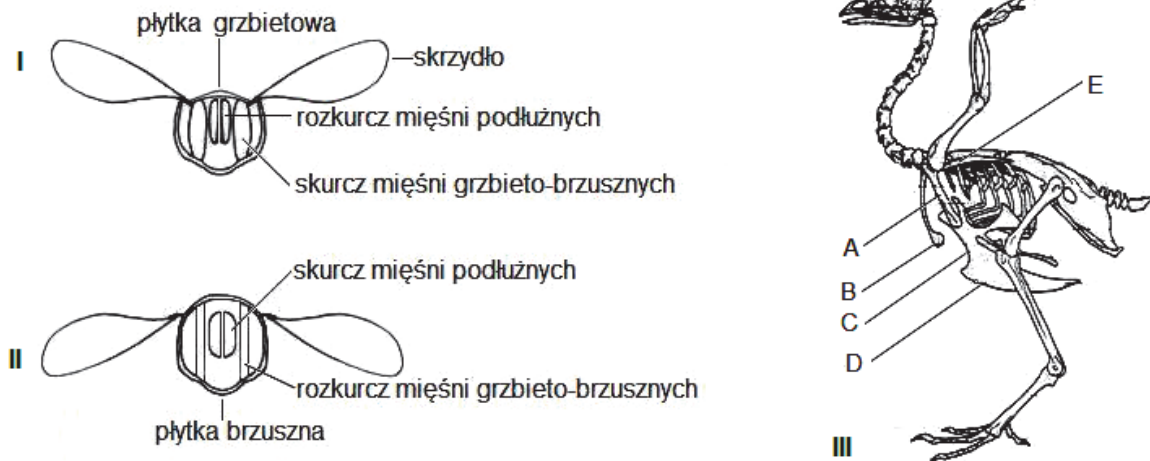 płytka grzbietowa
I
skrzydło
rozkurcz mięśni podłużnych
skurcz mięśni grzbieto-brzusznych
skurcz mięśni podłużnych
II
rozkurcz mięśni grzbieto-brzusznych
płytka brzuszna
E
A
B
C
D
III